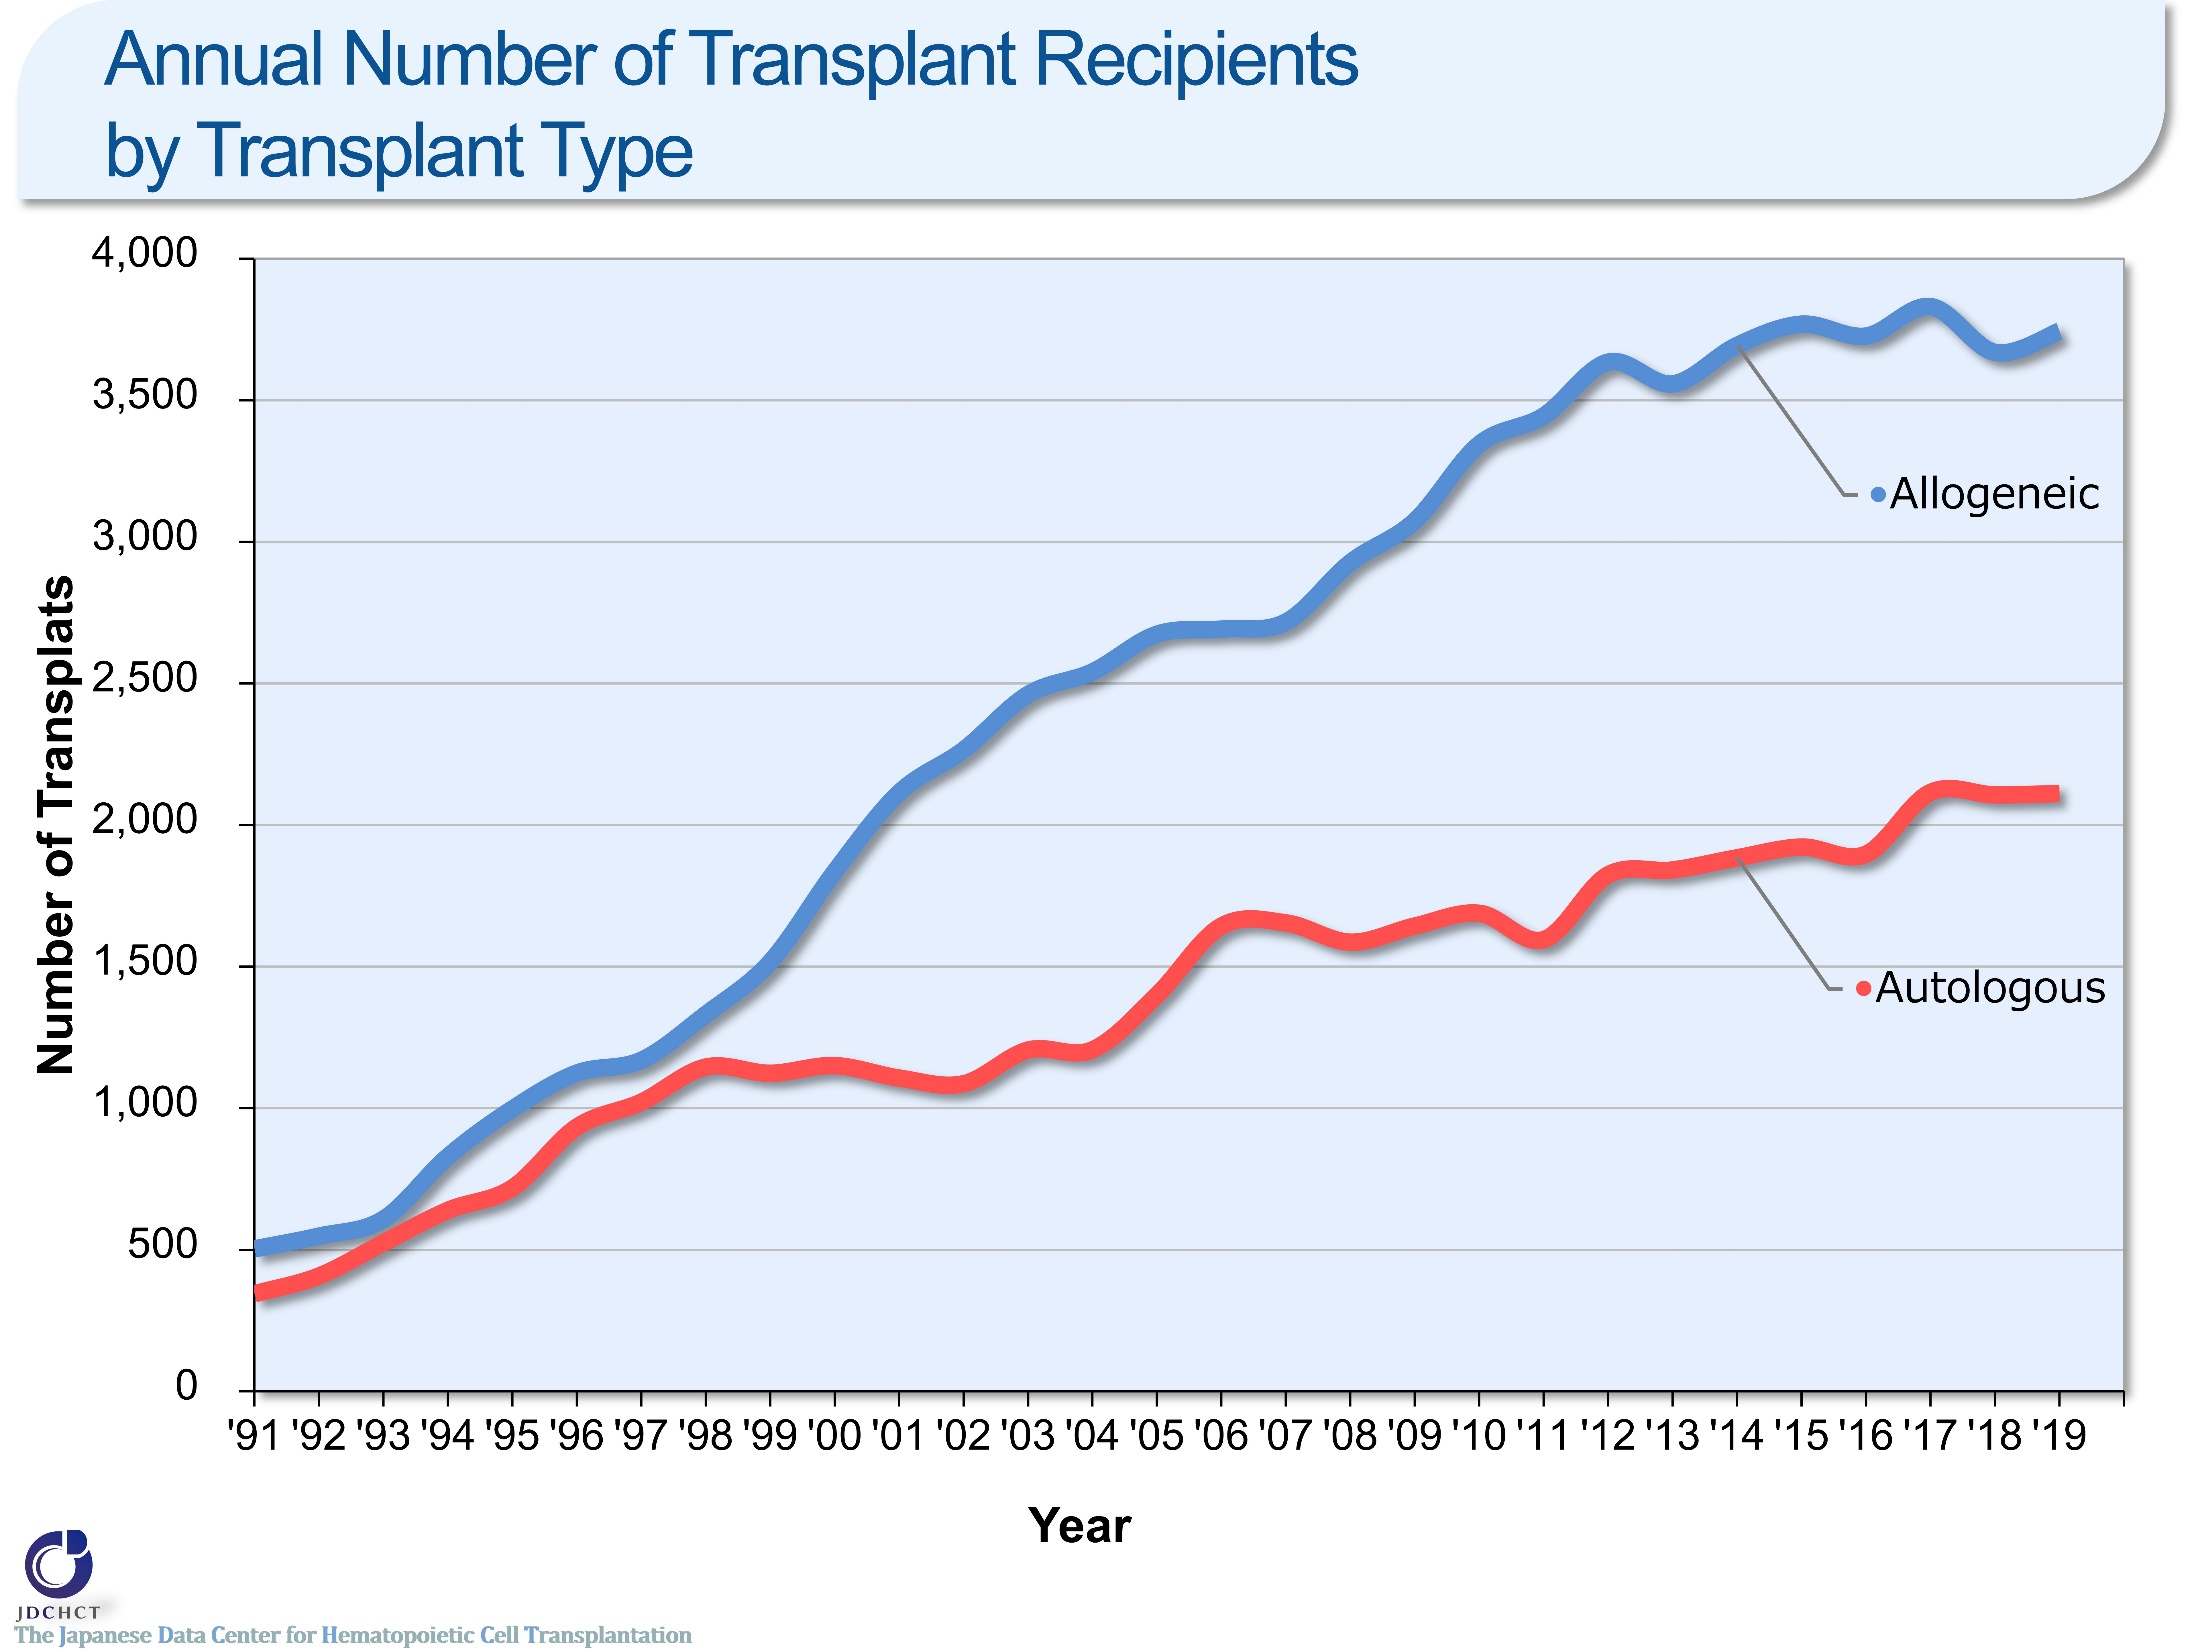 Annual Number of Transplant Recipients
by Transplant Type
Number of Transplats
4,000
3,500
3,000
2,500
2,000
1,500
1,000
500
0
•Allogeneic
•Autologous
'91 '92 '93 '94 '95 '96 '97 '98 '99 '00 '01 '02 '03 '04 '05 '06 '07 '08 '09 '10 '11 '12 '13 '14 '15 '16 '17 '18 '19
Year
JDCHCT
The Japanese Data Center for Hematopoietic Cell Transplantation